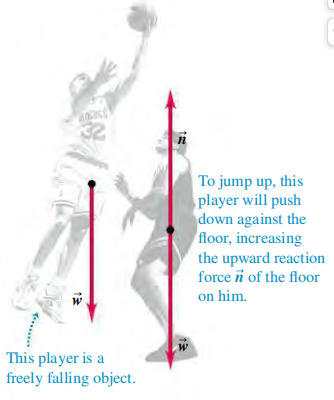 32
n
To jump up, this
player will push
down against the
floor, increasing
the upward reaction
force n⃗ of the floor
on him.
w⃗
w⃗
This player is a
freely falling object.